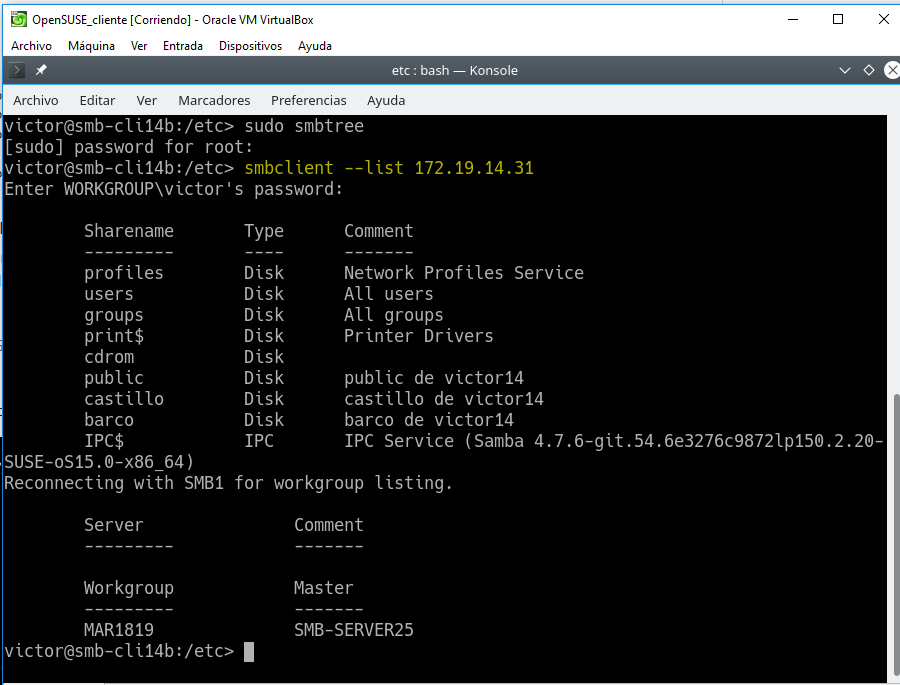 OpenSUSE_cliente [Corriendo] - Oracle VM VirtualBox
Archivo Máquina Ver Entrada Dispositivos Ayuda
etc : bash — Konsole
Archivo Editar Ver Marcadores Preferencias Ayuda
victor@smb-cli14b:/etc> sudo smbtree
[sudo] password for root:
victor@smb-cli14b:/etc> smbclient --list 172.19.14.31
Enter WORKGROUP\victor's password:
Sharename Type Comment
--------- ---- -------
profiles Disk Network Profiles Service
users Disk All users
groups Disk All groups
print$ Disk Printer Drivers
cdrom Disk
public Disk public de victor14
castillo Disk castillo de victor14
barco Disk barco de victor14
IPC$ IPC IPC Service (Samba 4.7.6-git.54.6e3276c9872lp150.2.20-
SUSE-oS15.0-x86_64)
Reconnecting with SMB1 for workgroup listing.
Server Comment
--------- -------
Workgroup Master
--------- -------
MAR1819 SMB-SERVER25
victor@smb-cli14b:/etc>